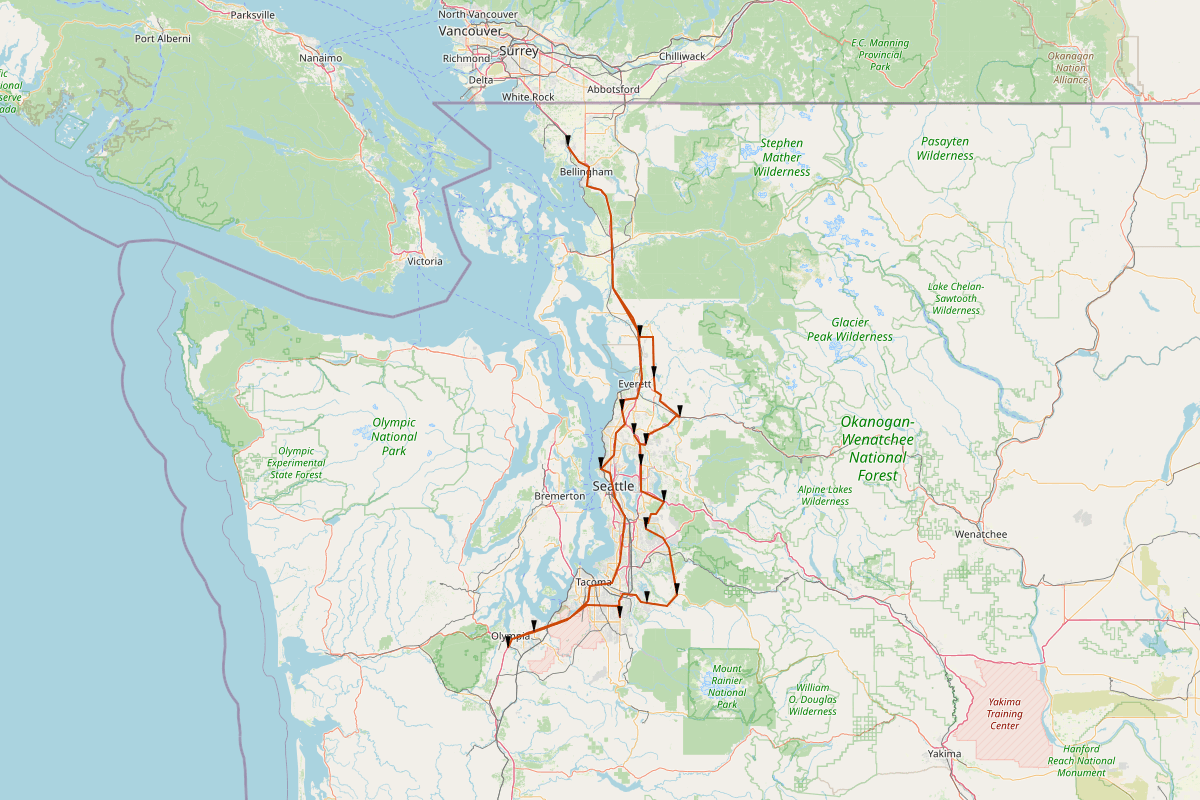 Parksville
North Vancouver
Port Alberni
Vancouver
Surrey
E.C. Manning
Provincial
Park
Nanaimo
Richmond
Chilliwack
Okanagan
Nation
Alliance
Delta
Abbotsford
White Rock
Stephen
Mather
Wilderness
Pasayten
Wilderness
Bellingham
Victoria
Lake Chelan-
Sawtooth
Wilderness
Glacier
Peak Wilderness
Everett
Olympic
National
Park
Okanogan-
Wenatchee
National
Forest
Olympic
Experimental
State Forest
Seattle
Bremerton
Alpine Lakes
Wilderness
Wenatchee
Tacoma
Olympia
Mount
Rainier
National
Park
William
O. Douglas
Wilderness
Yakima
Training
Center
Yakima
Hanford
Reach National
Monument